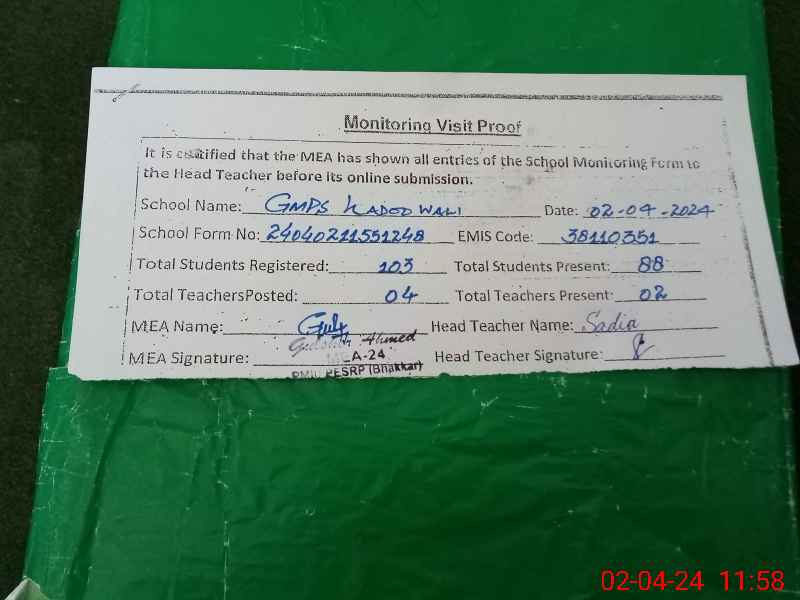 Monitoring Visit Proof
It is certified that the MEA has shown all entries of the School Monitoring Form to
the Head Teacher before its online submission.
School Name: GMPS KADOO WALI Date: 02-04-2024
School Form No: 24040211551248 EMIS Code: 38110351
Total Students Registered: 103 Total Students Present: 88
Total TeachersPosted: 04 Total Teachers Present: 02
MEA Name: Head Teacher Name: Sadia
Ahmed
MEA Signature: MEA-24 Head Teacher Signature:
PMIU PESRP (Bhakkar)
02-04-24 11:58